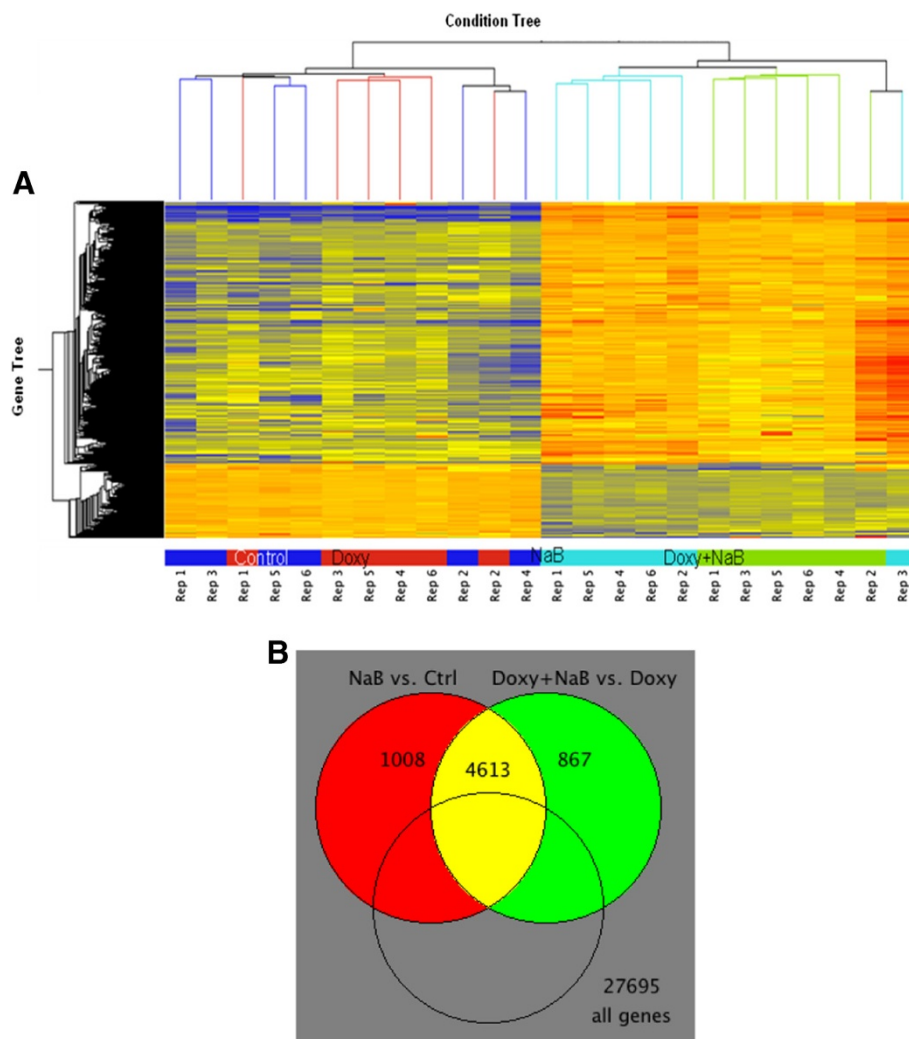 Condition Tree
A
Gene Tree
Control Doxy NaB Doxy+NaB
Rep 1 Rep 3 Rep 1 Rep 5 Rep 6 Rep 3 Rep 5 Rep 4 Rep 6 Rep 2 Rep 2 Rep 4 Rep 1 Rep 5 Rep 4 Rep 6 Rep 2 Rep 1 Rep 3 Rep 5 Rep 6 Rep 4 Rep 2 Rep 3
B
NaB vs. Ctrl Doxy+NaB vs. Doxy
1008 4613 867
27695
all genes